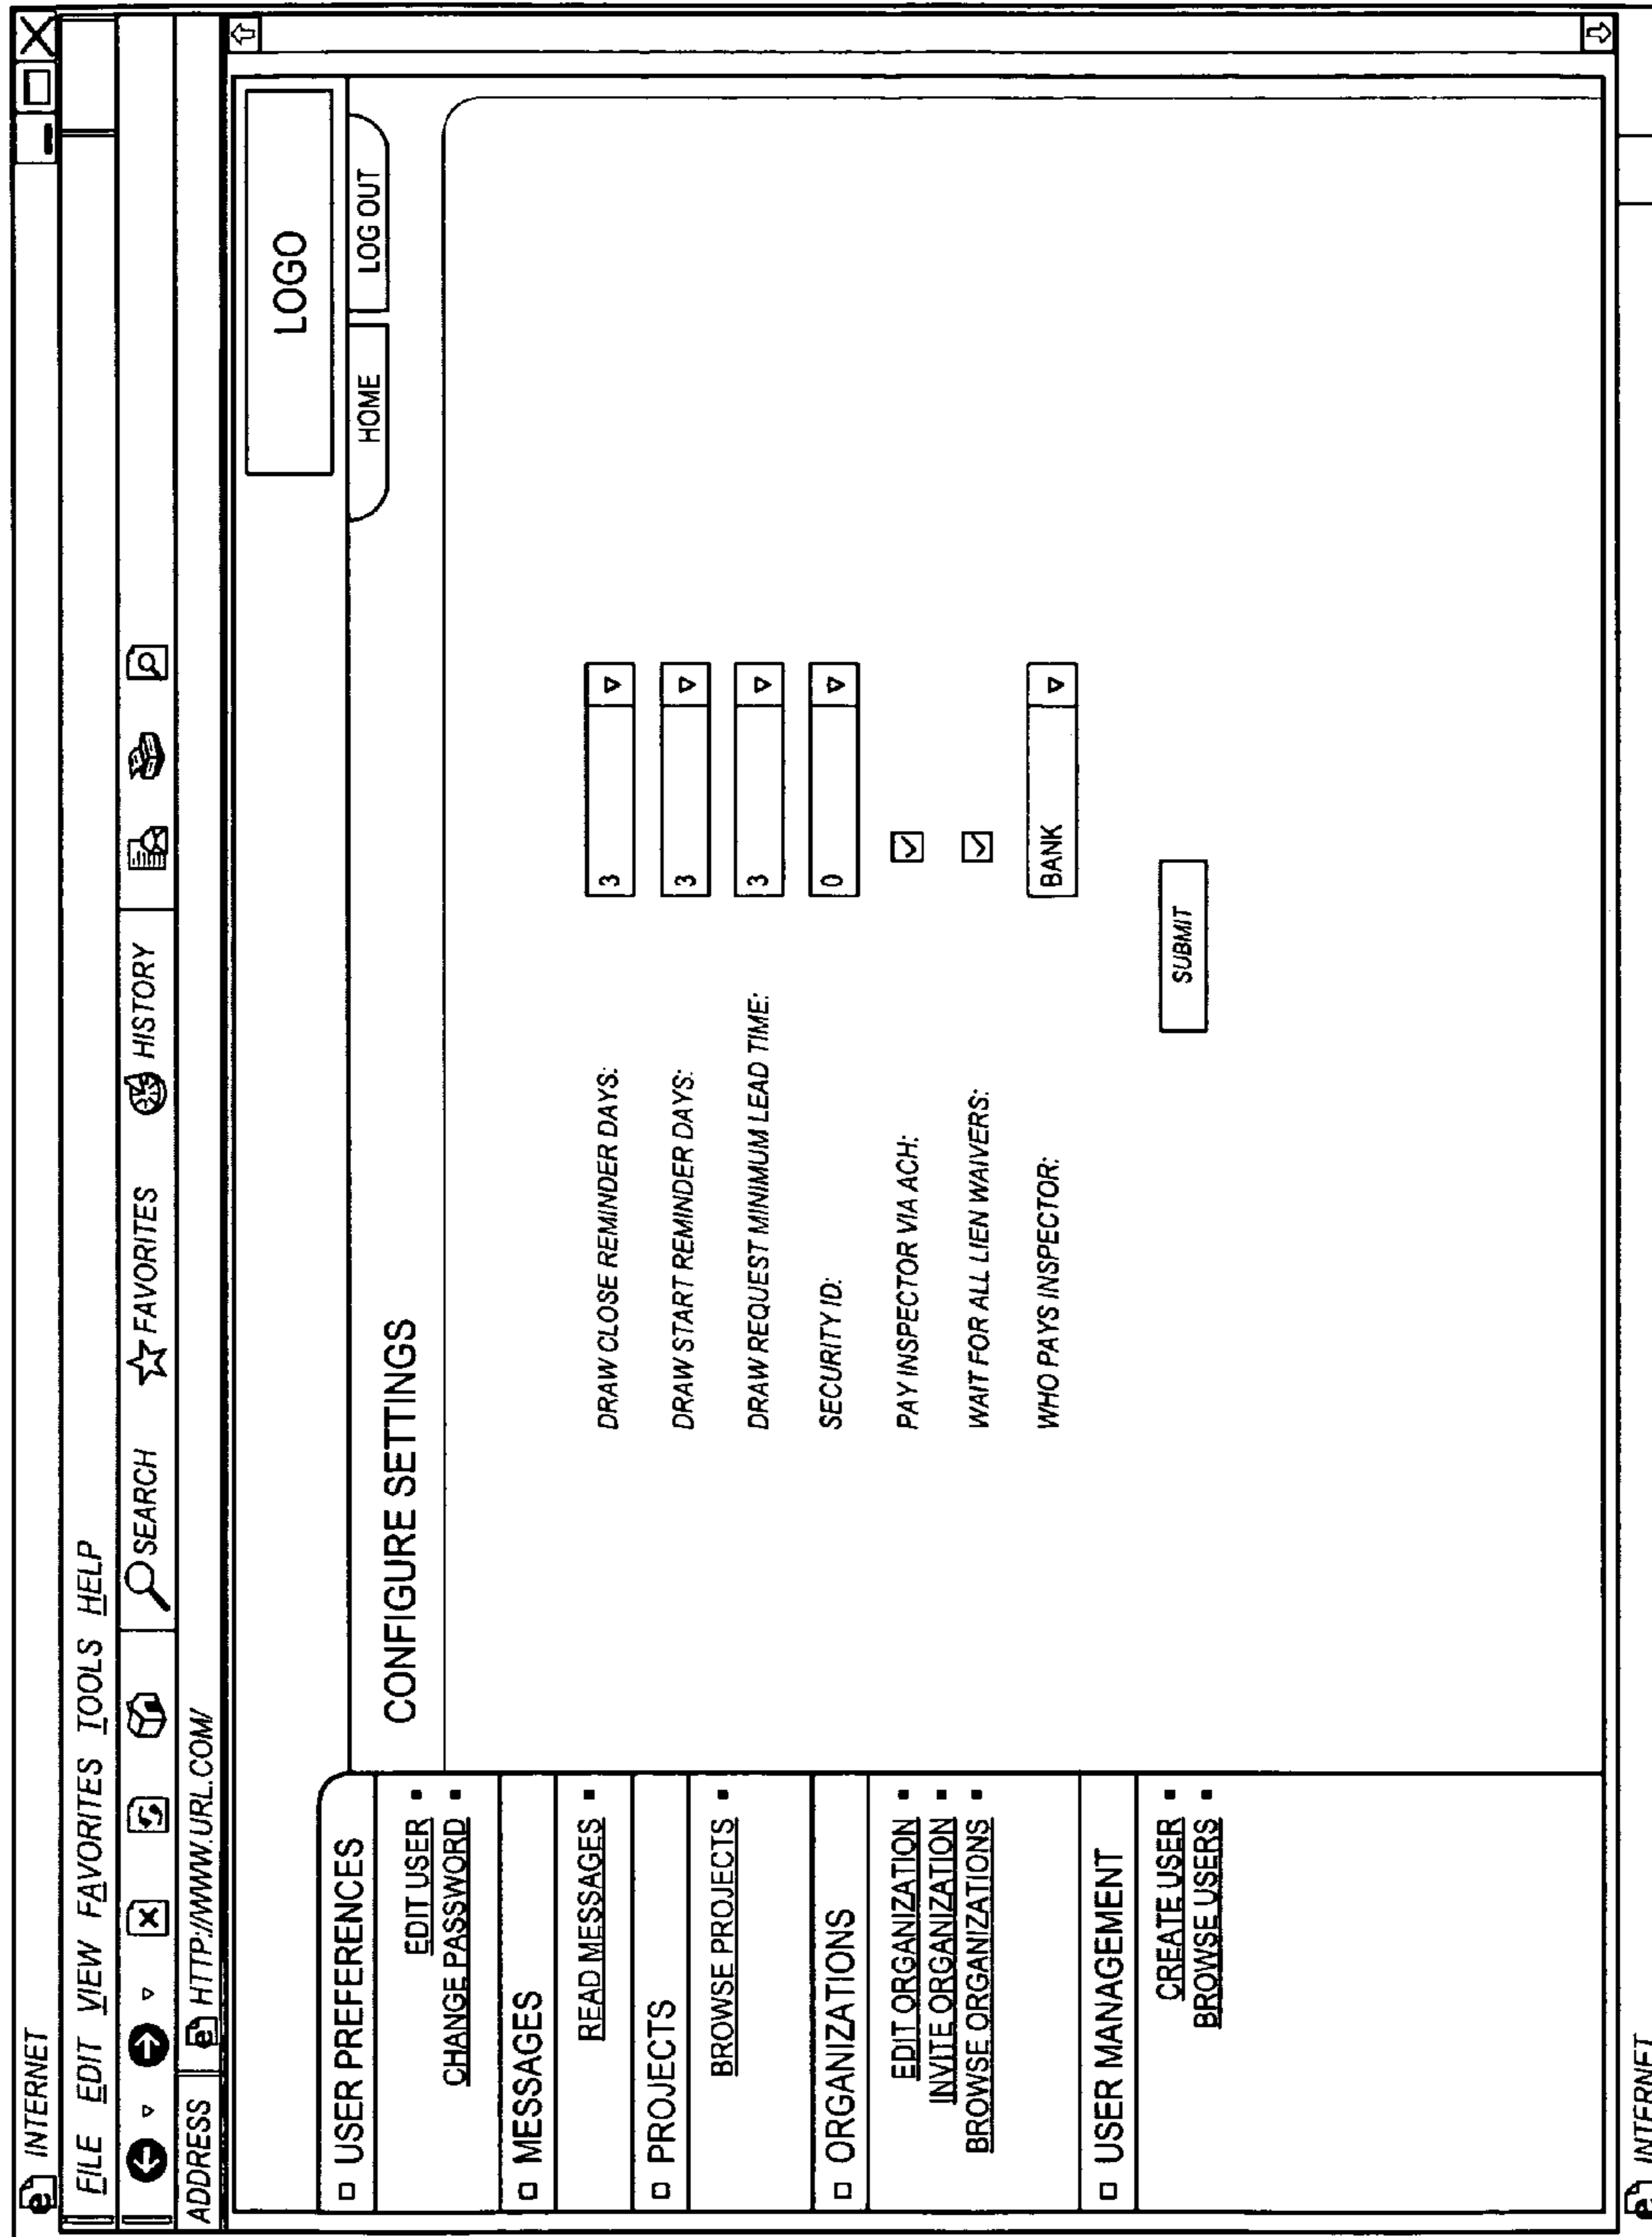 INTERNET
FILE EDIT VIEW FAVORITES TOOLS HELP
SEARCH FAVORITES HISTORY
ADDRESS HTTP://WWW.URL.COM/
LOGO
HOME LOG OUT
USER PREFERENCES
EDIT USER
CHANGE PASSWORD
MESSAGES
READ MESSAGES
PROJECTS
BROWSE PROJECTS
ORGANIZATIONS
EDIT ORGANIZATION
INVITE ORGANIZATION
BROWSE ORGANIZATIONS
USER MANAGEMENT
CREATE USER
BROWSE USERS
CONFIGURE SETTINGS
DRAW CLOSE REMINDER DAYS: 3
DRAW START REMINDER DAYS: 3
DRAW REQUEST MINIMUM LEAD TIME: 3
SECURITY ID: 0
PAY INSPECTOR VIA ACH:
WAIT FOR ALL LIEN WAIVERS:
WHO PAYS INSPECTOR: BANK
SUBMIT
INTERNET